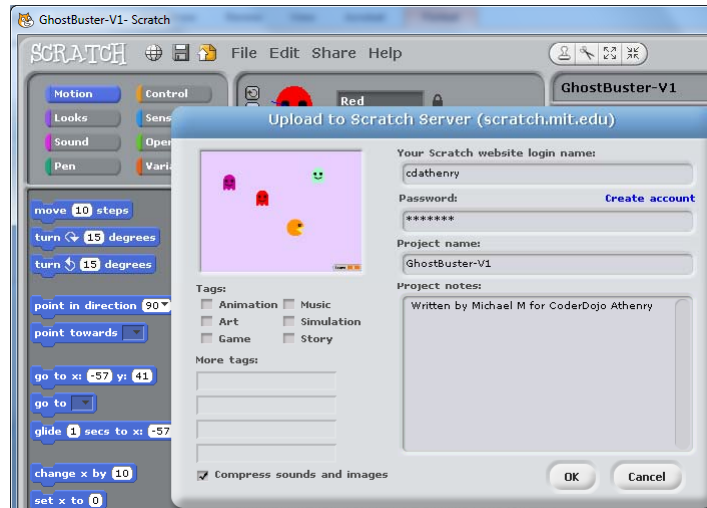 GhostBuster-V1- Scratch
SCRATCH File Edit Share Help
Motion Control
Looks Sens
Sound Oper
Pen Varia
Red
GhostBuster-V1
move 10 steps
turn 15 degrees
turn 15 degrees
point in direction 90
point towards
go to x: -57 y: 41
go to
glide 1 secs to x: -57
change x by 10
set x to 0
Upload to Scratch Server (scratch.mit.edu)
Your Scratch website login name:
cdathenry
Password: Create account
*******
Project name:
GhostBuster-V1
Project notes:
Written by Michael M for CoderDojo Athenry
Tags:
Animation Music
Art Simulation
Game Story
More tags:
Compress sounds and images
OK Cancel